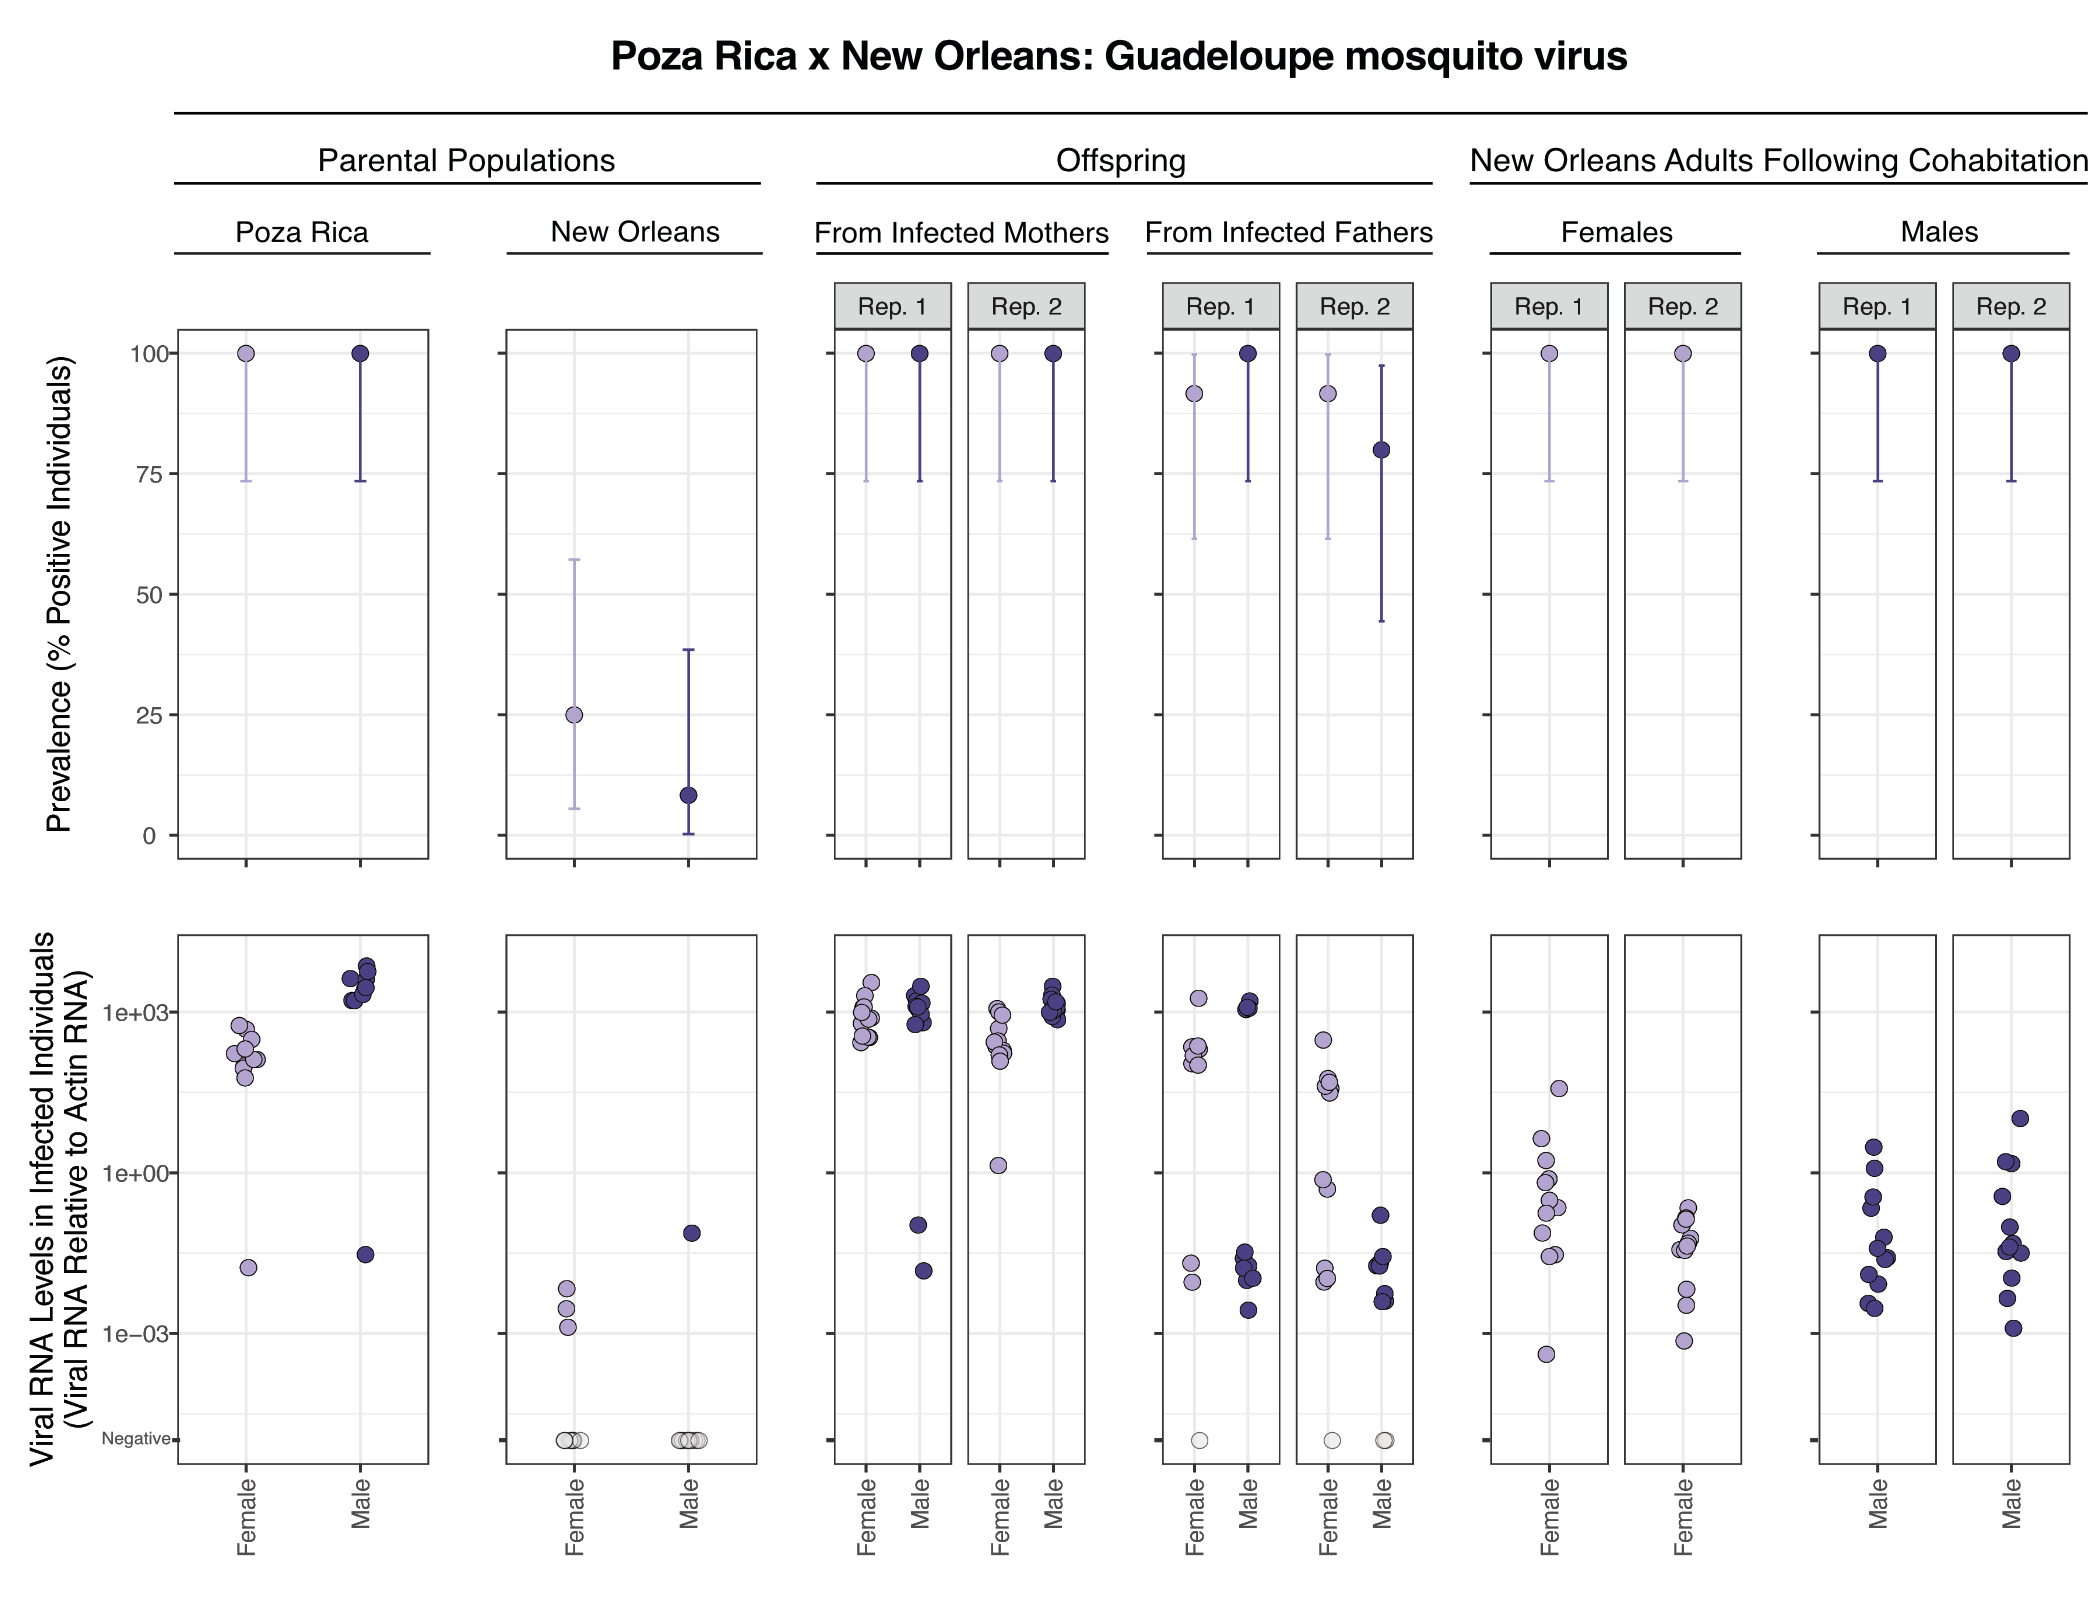 Poza Rica x New Orleans: Guadeloupe mosquito virus
Parental Populations
Offspring
New Orleans Adults Following Cohabitation
Poza Rica
New Orleans
From Infected Mothers
From Infected Fathers
Females
Males
Rep. 1
Rep. 2
Rep. 1
Rep. 2
Rep. 1
Rep. 2
Rep. 1
Rep. 2
Prevalence (% Positive Individuals)
100
75
50
25
0
Viral RNA Levels in Infected Individuals
(Viral RNA Relative to Actin RNA)
1e+03
1e+00
1e−03
Negative
Female
Male
Female
Male
Female
Male
Female
Male
Female
Male
Female
Male
Female
Female
Male
Male